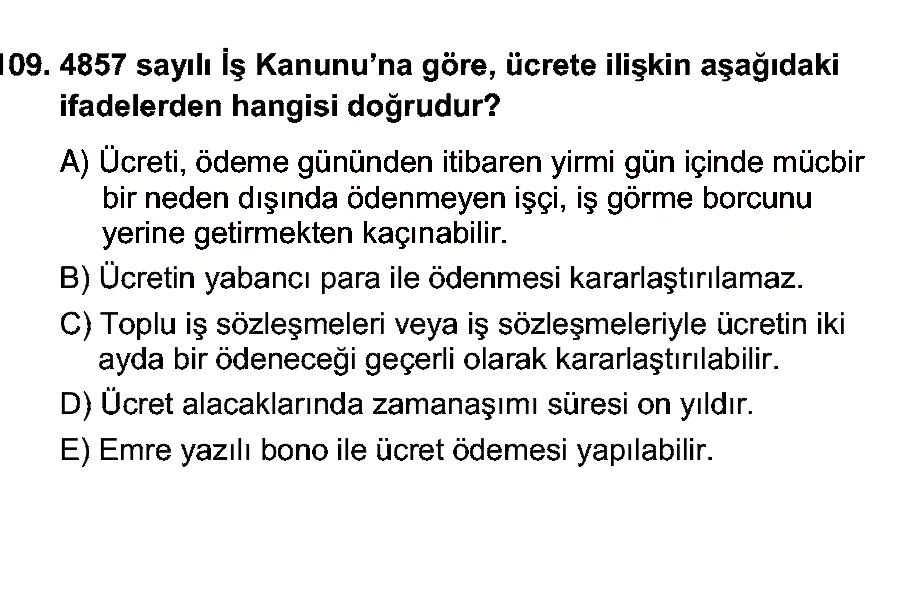 109. 4857 sayılı İş Kanunu’na göre, ücrete ilişkin aşağıdaki
ifadelerden hangisi doğrudur?
A) Ücreti, ödeme gününden itibaren yirmi gün içinde mücbir
bir neden dışında ödenmeyen işçi, iş görme borcunu
yerine getirmekten kaçınabilir.
B) Ücretin yabancı para ile ödenmesi kararlaştırılamaz.
C) Toplu iş sözleşmeleri veya iş sözleşmeleriyle ücretin iki
ayda bir ödeneceği geçerli olarak kararlaştırılabilir.
D) Ücret alacaklarında zamanaşımı süresi on yıldır.
E) Emre yazılı bono ile ücret ödemesi yapılabilir.